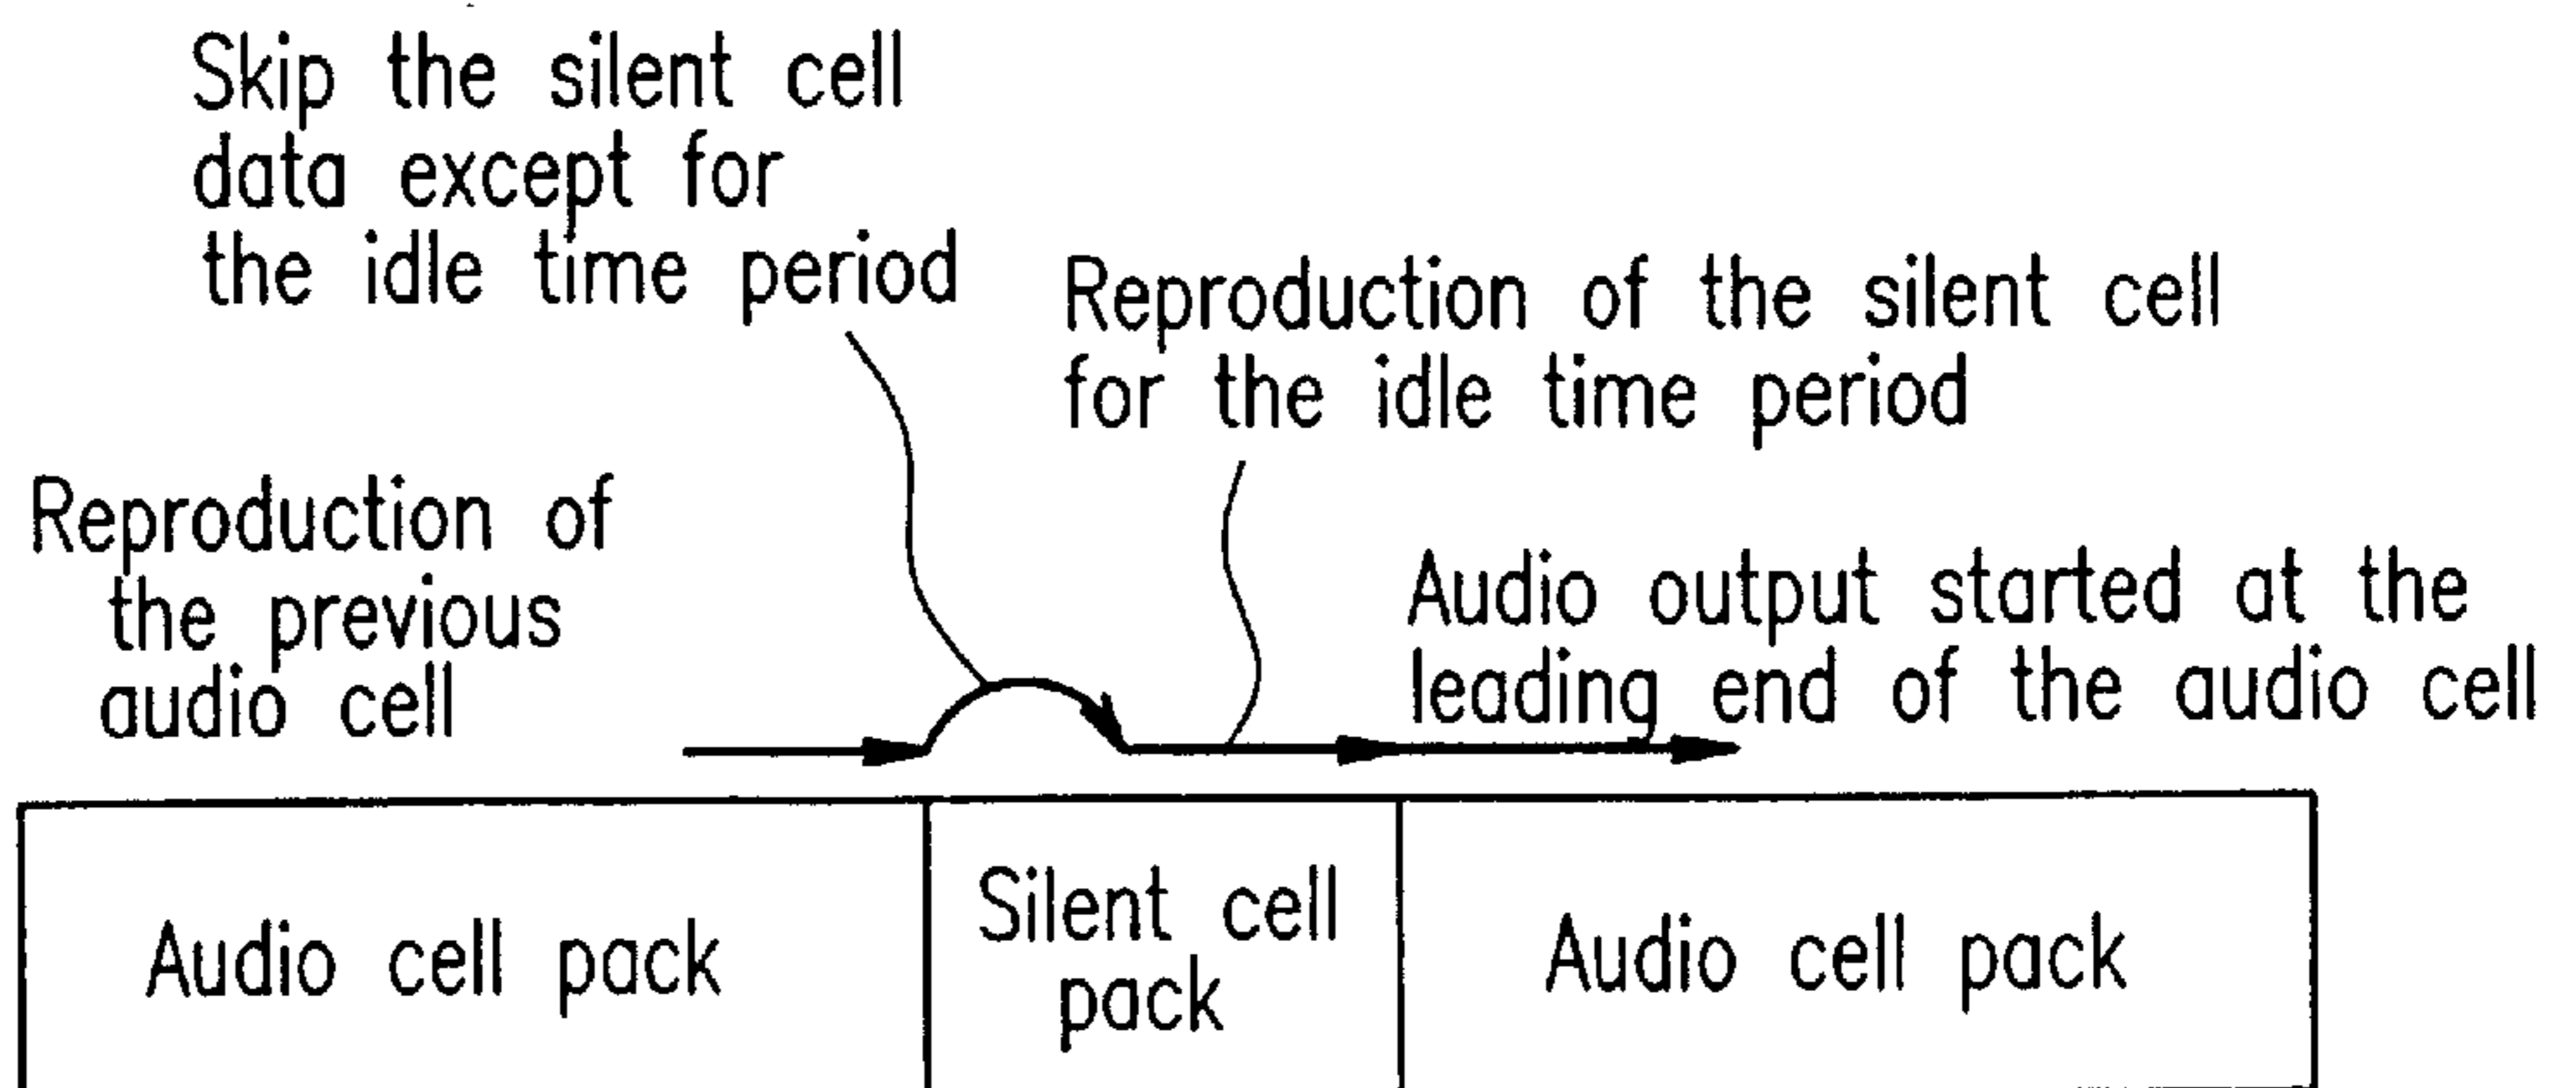 Skip the silent cell
data except for
the idle time period
Reproduction of the silent cell
for the idle time period
Reproduction of
the previous
audio cell
Audio output started at the
leading end of the audio cell
Audio cell pack
Silent cell
pack
Audio cell pack